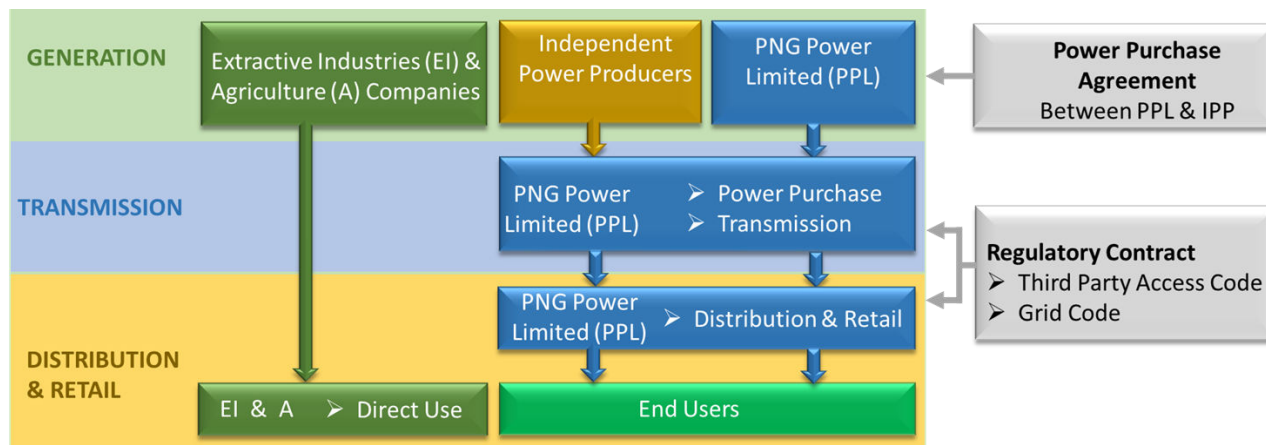 GENERATION
Extractive Industries (EI) &
Agriculture (A) Companies
Independent
Power Producers
PNG Power
Limited (PPL)
Power Purchase
Agreement
Between PPL & IPP
TRANSMISSION
PNG Power
Limited (PPL)
➢ Power Purchase
➢ Transmission
Regulatory Contract
➢ Third Party Access Code
➢ Grid Code
DISTRIBUTION
& RETAIL
PNG Power
Limited (PPL)
➢ Distribution & Retail
EI & A ➢ Direct Use
End Users